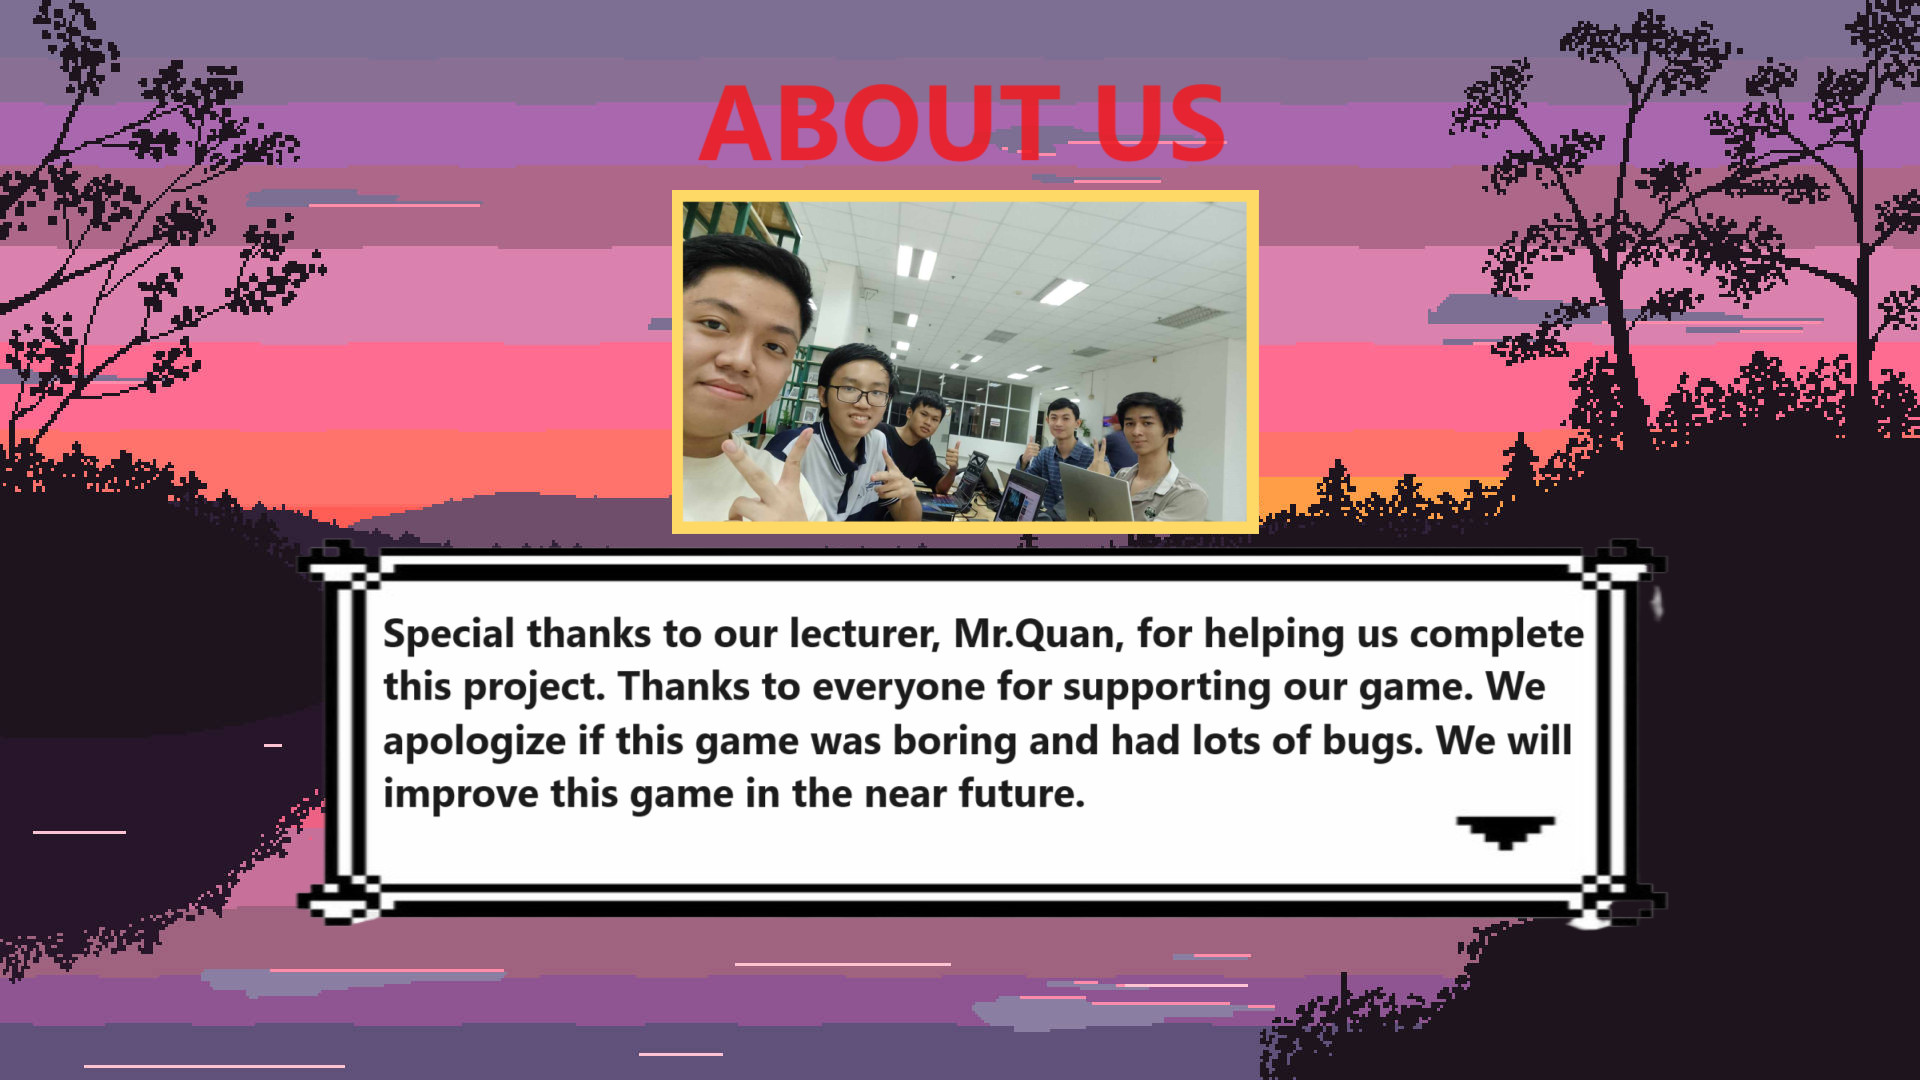 ABOUT US
Special thanks to our lecturer, Mr.Quan, for helping us complete
this project. Thanks to everyone for supporting our game. We
apologize if this game was boring and had lots of bugs. We will
improve this game in the near future.